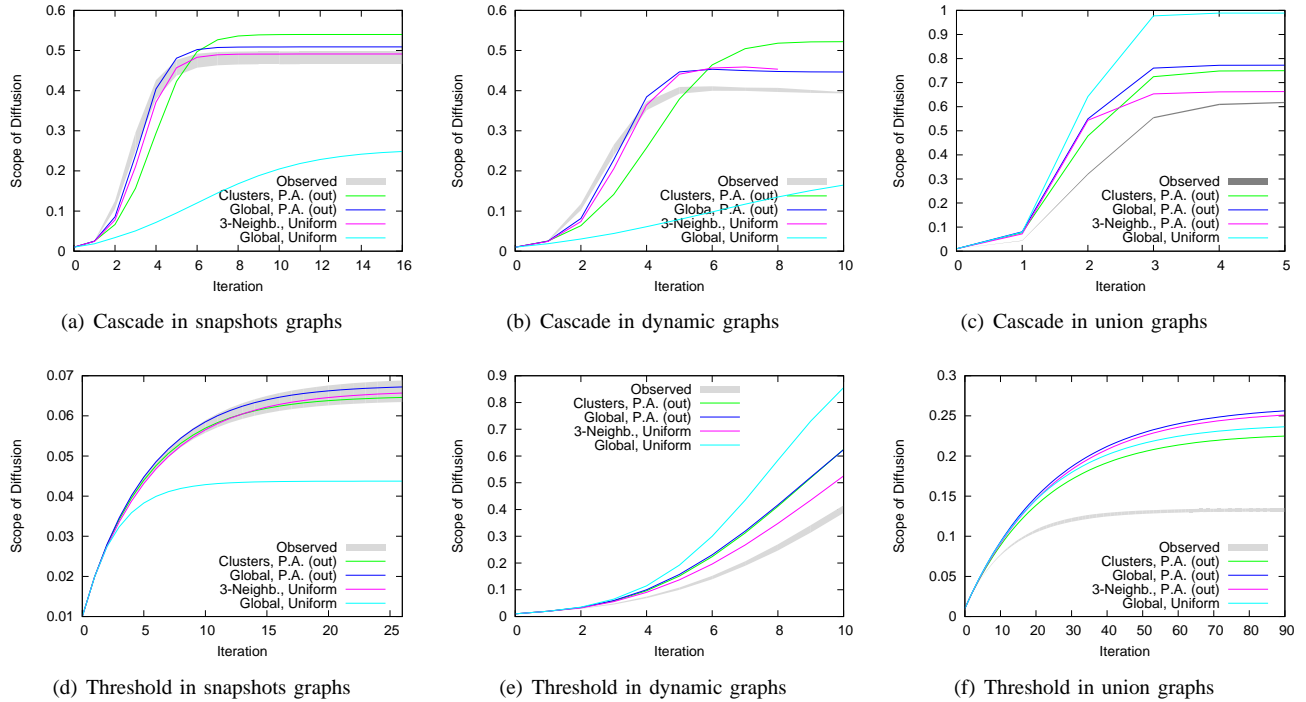 0.6
0.5
0.4
0.3
0.2
0.1
0
Scope of Diffusion
Observed
Clusters, P.A. (out)
Global, P.A. (out)
3-Neighb., Uniform
Global, Uniform
0 2 4 6 8 10 12 14 16
Iteration
(a) Cascade in snapshots graphs
0.6
0.5
0.4
0.3
0.2
0.1
0
Scope of Diffusion
Observed
Clusters, P.A. (out)
Global, P.A. (out)
3-Neighb., Uniform
Global, Uniform
0 2 4 6 8 10
Iteration
(b) Cascade in dynamic graphs
1
0.9
0.8
0.7
0.6
0.5
0.4
0.3
0.2
0.1
0
Scope of Diffusion
Observed
Clusters, P.A. (out)
Global, P.A. (out)
3-Neighb., Uniform
Global, Uniform
0 1 2 3 4 5
Iteration
(c) Cascade in union graphs
0.07
0.06
0.05
0.04
0.03
0.02
0.01
Scope of Diffusion
Observed
Clusters, P.A. (out)
Global, P.A. (out)
3-Neighb., Uniform
Global, Uniform
0 5 10 15 20 25
Iteration
(d) Threshold in snapshots graphs
0.9
0.8
0.7
0.6
0.5
0.4
0.3
0.2
0.1
0
Scope of Diffusion
Observed
Clusters, P.A. (out)
Global, P.A. (out)
3-Neighb., Uniform
Global, Uniform
0 2 4 6 8 10
Iteration
(e) Threshold in dynamic graphs
0.25
0.2
0.15
0.1
0.05
0
Scope of Diffusion
Observed
Clusters, P.A. (out)
Global, P.A. (out)
3-Neighb., P.A. (out)
Global, Uniform
0 10 20 30 40 50 60 70 80 90
Iteration
(f) Threshold in union graphs